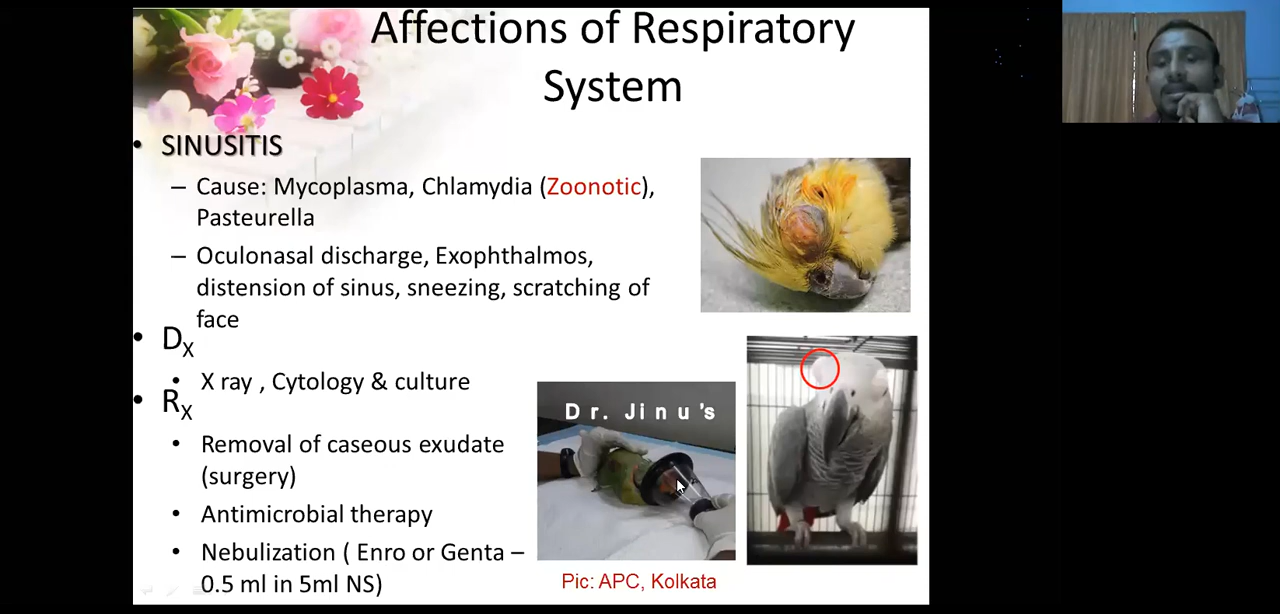 Affections of Respiratory
System
• SINUSITIS
– Cause: Mycoplasma, Chlamydia (Zoonotic),
Pasteurella
– Oculonasal discharge, Exophthalmos,
distension of sinus, sneezing, scratching of
face
• DX
• X ray , Cytology & culture
• RX
• Removal of caseous exudate
(surgery)
• Antimicrobial therapy
• Nebulization ( Enro or Genta –
0.5 ml in 5ml NS)
Dr. Jinu's
Pic: APC, Kolkata